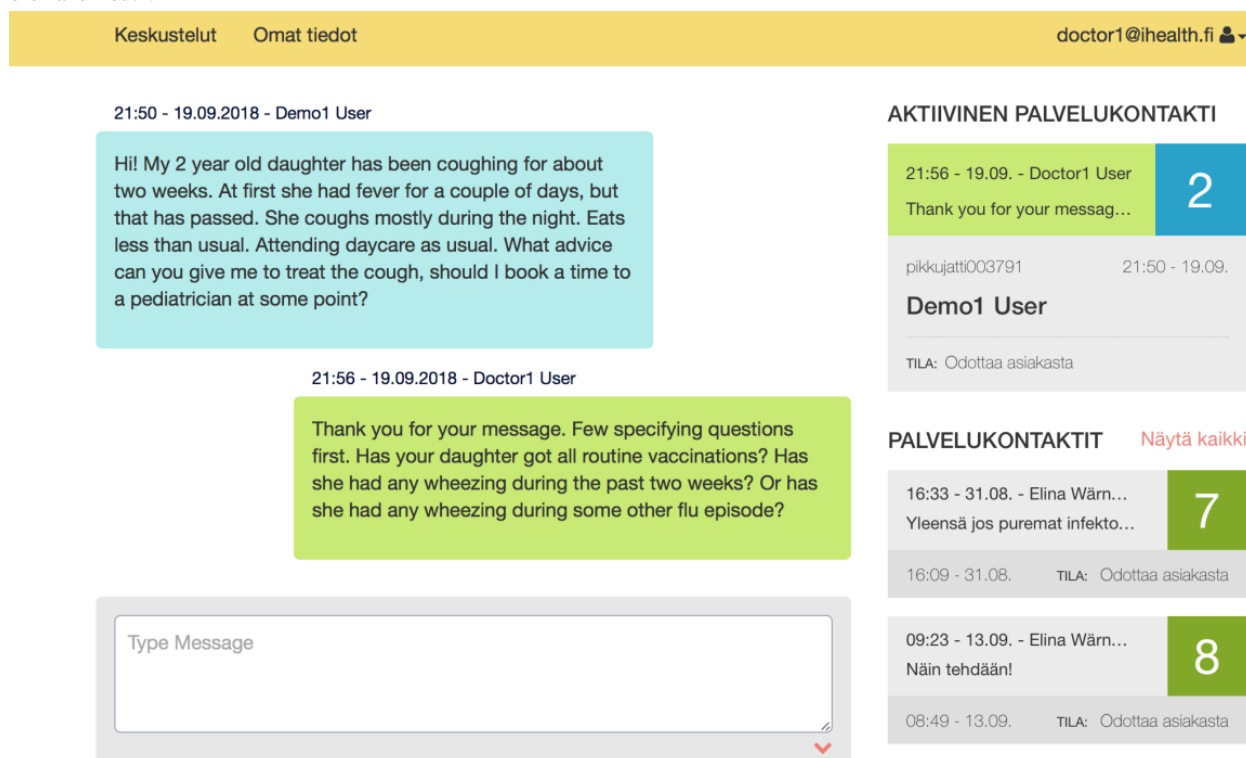 Keskustelut Omat tiedot doctor1@ihealth.fi
21:50 - 19.09.2018 - Demo1 User
Hi! My 2 year old daughter has been coughing for about
two weeks. At first she had fever for a couple of days, but
that has passed. She coughs mostly during the night. Eats
less than usual. Attending daycare as usual. What advice
can you give me to treat the cough, should I book a time to
a pediatrician at some point?
21:56 - 19.09.2018 - Doctor1 User
Thank you for your message. Few specifying questions
first. Has your daughter got all routine vaccinations? Has
she had any wheezing during the past two weeks? Or has
she had any wheezing during some other flu episode?
Type Message
AKTIIVINEN PALVELUKONTAKTI
21:56 - 19.09. - Doctor1 User
Thank you for your messag...
2
pikkujatti003791 21:50 - 19.09.
Demo1 User
TILA: Odottaa asiakasta
PALVELUKONTAKTIT Näytä kaikki
16:33 - 31.08. - Elina Wärn...
Yleensä jos puremat infekto...
7
16:09 - 31.08. TILA: Odottaa asiakasta
09:23 - 13.09. - Elina Wärn...
Näin tehdään!
8
08:49 - 13.09. TILA: Odottaa asiakasta